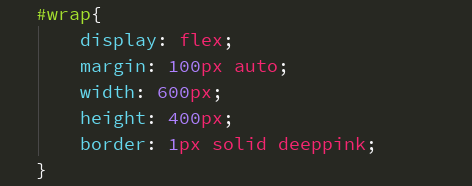 #wrap{
display: flex;
margin: 100px auto;
width: 600px;
height: 400px;
border: 1px solid deeppink;
}